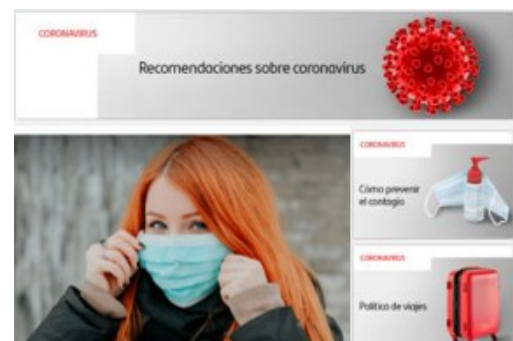 CORONAVIRUS
Recomendaciones sobre coronavirus
CORONAVIRUS
Cómo prevenir
el contagio
CORONAVIRUS
Política de viajes